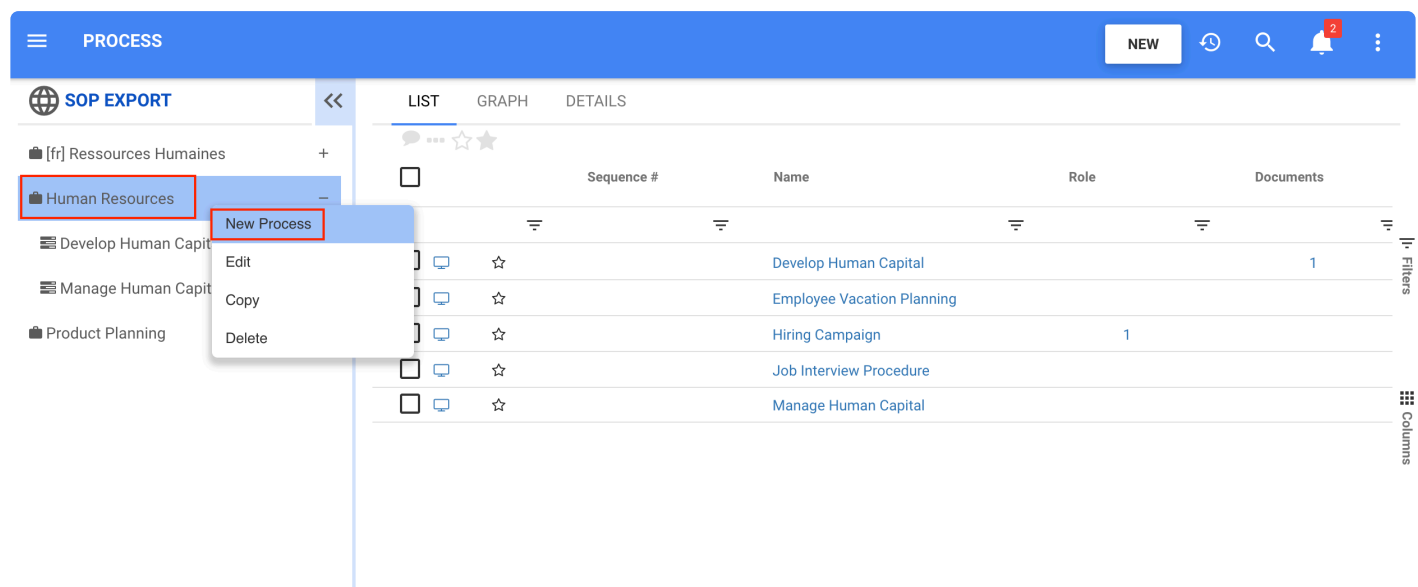 PROCESS
NEW
2
SOP EXPORT
LIST GRAPH DETAILS
[fr] Ressources Humaines +
Sequence # Name Role Documents
Human Resources −
New Process
Edit
Copy
Delete
Develop Human Capit
Manage Human Capit
Product Planning
Develop Human Capital 1
Employee Vacation Planning
Hiring Campaign 1
Job Interview Procedure
Manage Human Capital
Filters
Columns